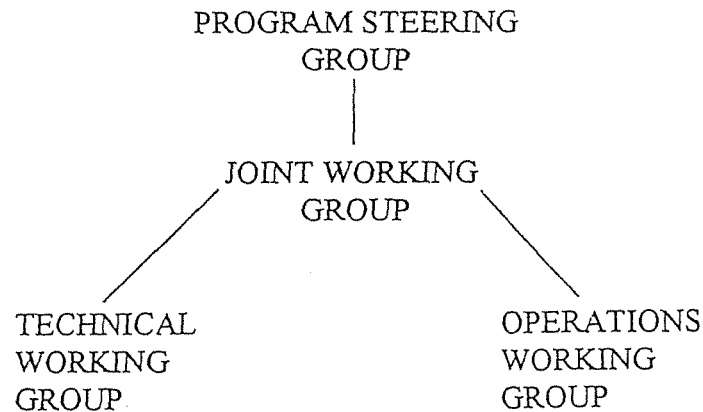 PROGRAM STEERING
GROUP
JOINT WORKING
GROUP
TECHNICAL
WORKING
GROUP
OPERATIONS
WORKING
GROUP